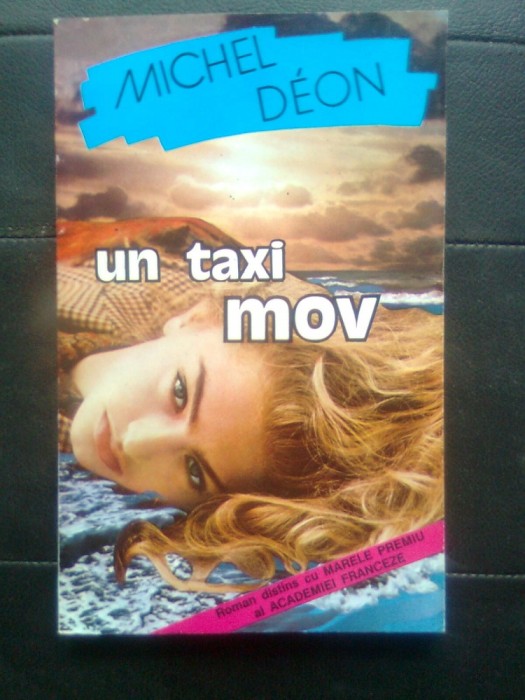 MICHEL
DÉON
un taxi
mov
Roman distins cu MARELE PREMIU
al ACADEMIEI FRANCEZE